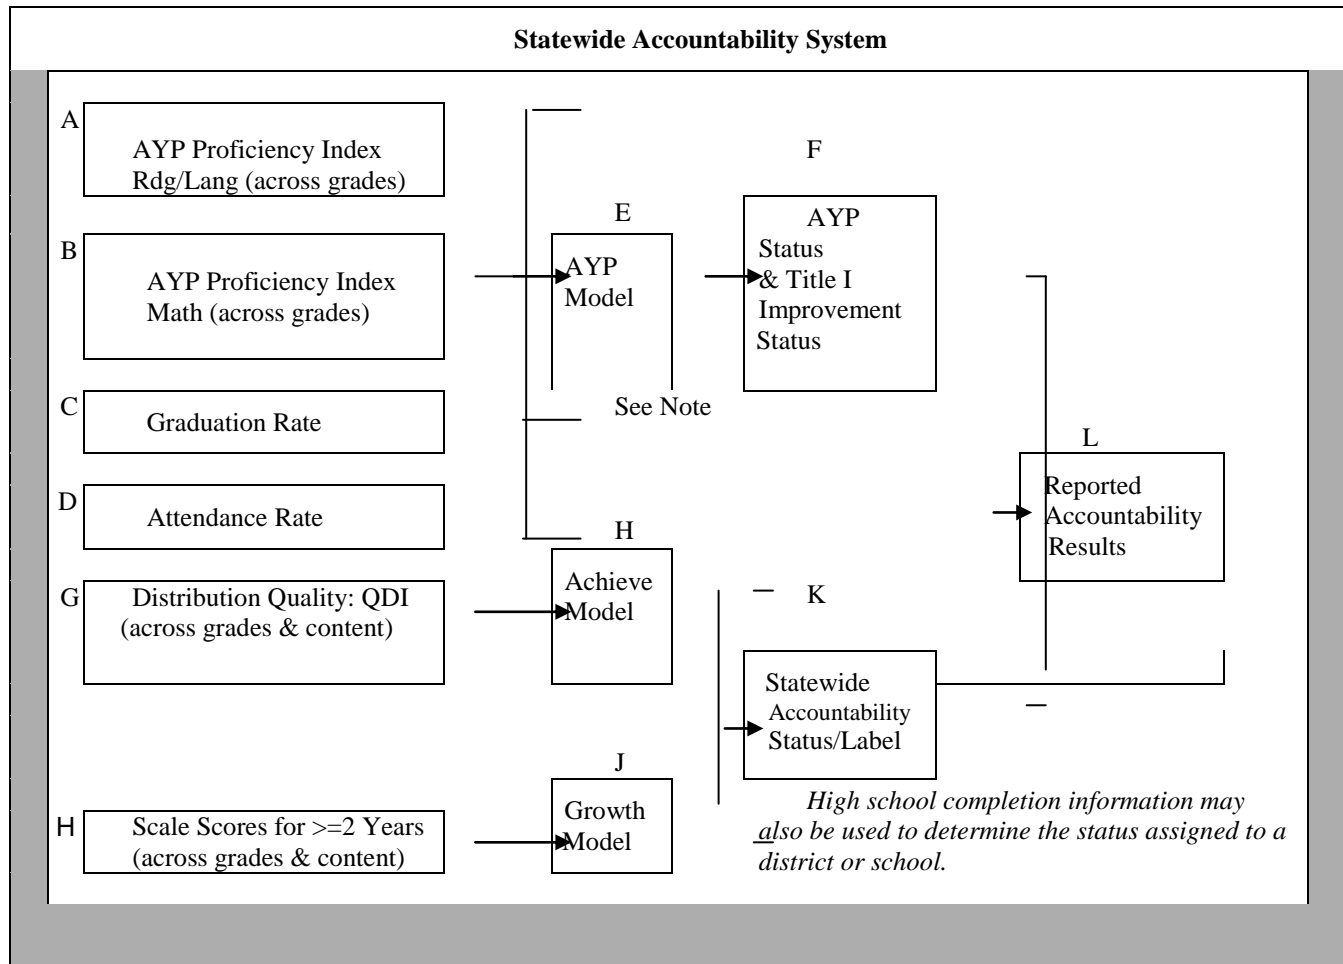 Statewide Accountability System
A
AYP Proficiency Index
Rdg/Lang (across grades)
B
AYP Proficiency Index
Math (across grades)
C
Graduation Rate
D
Attendance Rate
G
Distribution Quality: QDI
(across grades & content)
H
Scale Scores for >=2 Years
(across grades & content)
E
AYP
Model
See Note
H
Achieve
Model
J
Growth
Model
F
AYP
Status
& Title I
Improvement
Status
K
Statewide
Accountability
Status/Label
High school completion information may
also be used to determine the status assigned to a
district or school.
L
Reported
Accountability
Results